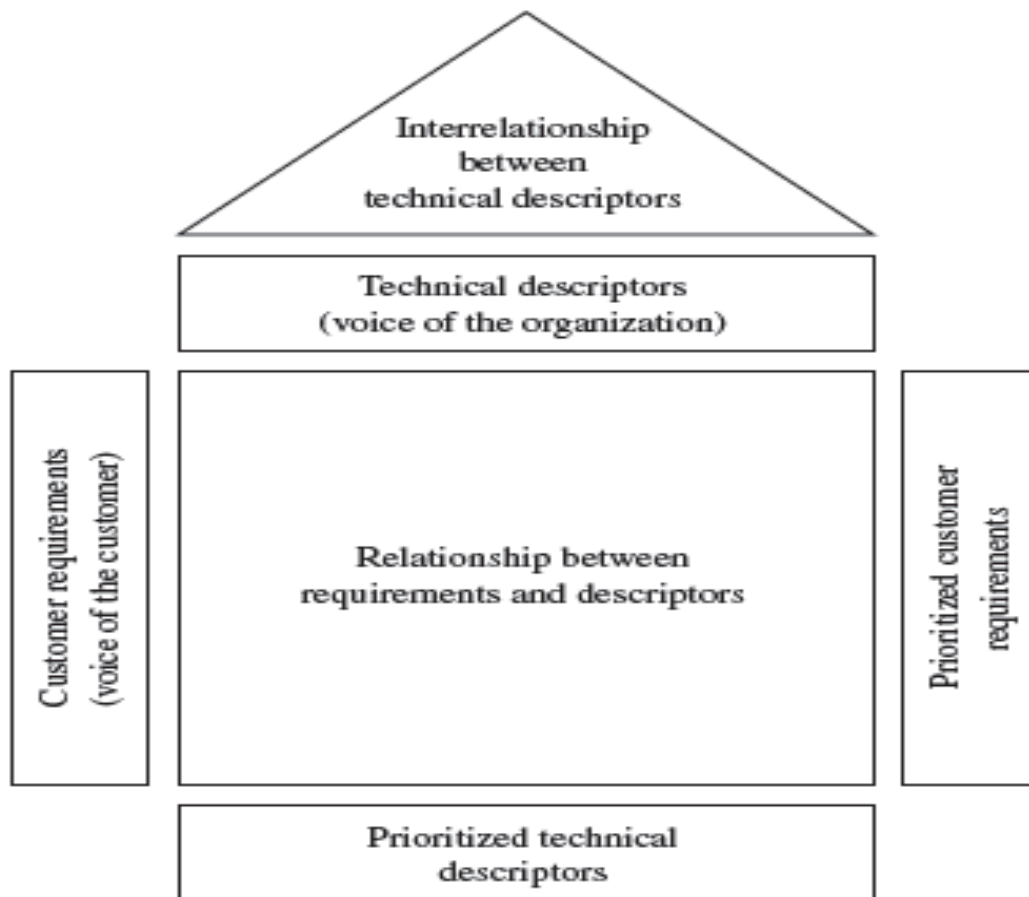 Interrelationship
between
technical descriptors
Technical descriptors
(voice of the organization)
Customer requirements
(voice of the customer)
Relationship between
requirements and descriptors
Prioritized customer
requirements
Prioritized technical
descriptors